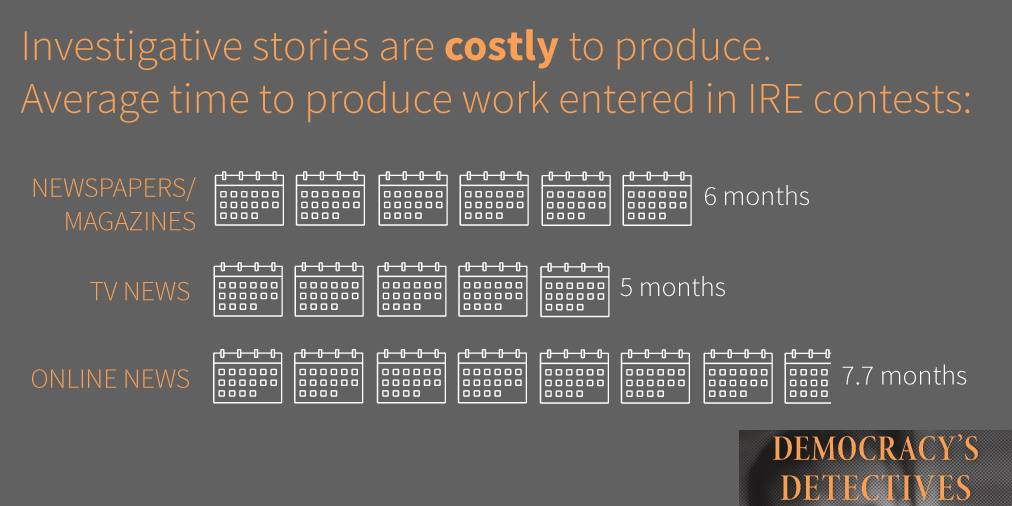 Investigative stories are costly to produce.
Average time to produce work entered in IRE contests:
NEWSPAPERS/
MAGAZINES
6 months
TV NEWS
5 months
ONLINE NEWS
7.7 months
DEMOCRACY'S
DETECTIVES